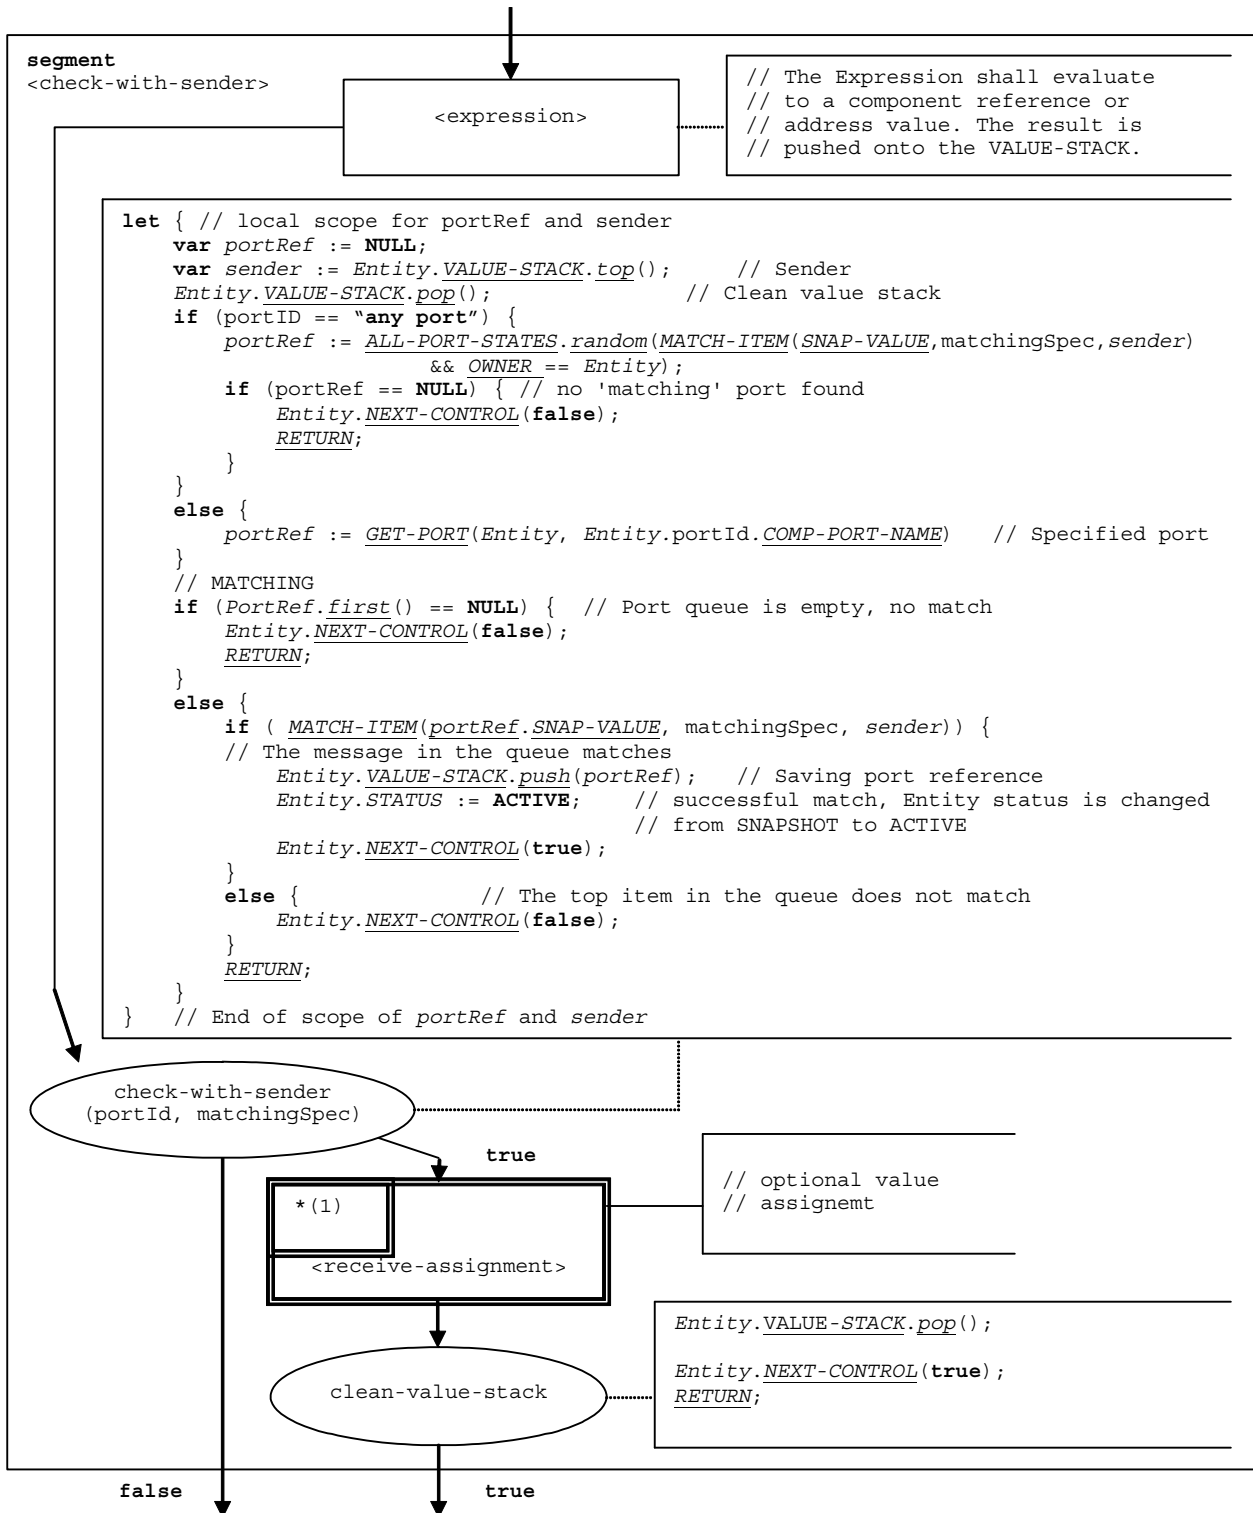 segment
<check-with-sender>
<expression>
// The Expression shall evaluate
// to a component reference or
// address value. The result is
// pushed onto the VALUE-STACK.
let { // local scope for portRef and sender
var portRef := NULL;
var sender := Entity.VALUE-STACK.top(); // Sender
Entity.VALUE-STACK.pop(); // Clean value stack
if (portID == “any port”) {
portRef := ALL-PORT-STATES.random(MATCH-ITEM(SNAP-VALUE,matchingSpec,sender)
&& OWNER == Entity);
if (portRef == NULL) { // no 'matching' port found
Entity.NEXT-CONTROL(false);
RETURN;
}
}
else {
portRef := GET-PORT(Entity, Entity.portId.COMP-PORT-NAME) // Specified port
}
// MATCHING
if (PortRef.first() == NULL) { // Port queue is empty, no match
Entity.NEXT-CONTROL(false);
RETURN;
}
else {
if ( MATCH-ITEM(portRef.SNAP-VALUE, matchingSpec, sender)) {
// The message in the queue matches
Entity.VALUE-STACK.push(portRef); // Saving port reference
Entity.STATUS := ACTIVE; // successful match, Entity status is changed
// from SNAPSHOT to ACTIVE
Entity.NEXT-CONTROL(true);
}
else { // The top item in the queue does not match
Entity.NEXT-CONTROL(false);
}
RETURN;
}
} // End of scope of portRef and sender
check-with-sender
(portId, matchingSpec)
true
*(1)
<receive-assignment>
// optional value
// assignemt
clean-value-stack
Entity.VALUE-STACK.pop();
Entity.NEXT-CONTROL(true);
RETURN;
false
true